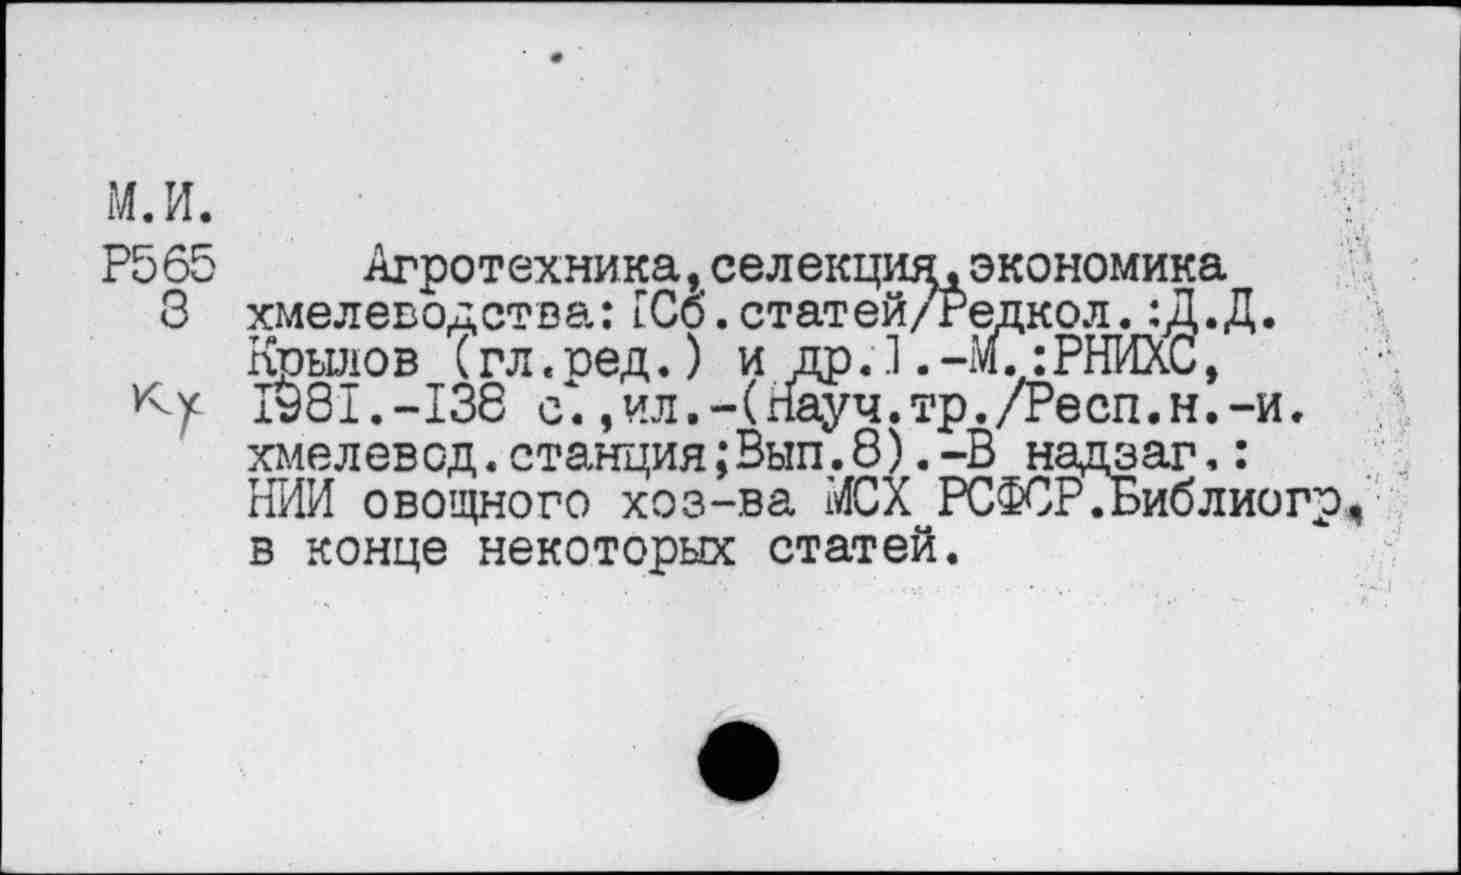 М.И.
Р565 Агротехника,селекция,экономика
8 хмелеводства: [Сб.статей/Редкол.:Д.Д.
Крылов (гл.ред.) и др.].-М.:РНИХС,
Ку 1981.-138 с.,ил.-(Науч.тр./Респ.н.-и.
хмелевод.станция;Вып.8).-В надзаг.:
НИИ овощного хоз-ва МСХ РСФСР.Библиогр.
в конце некоторых статей.